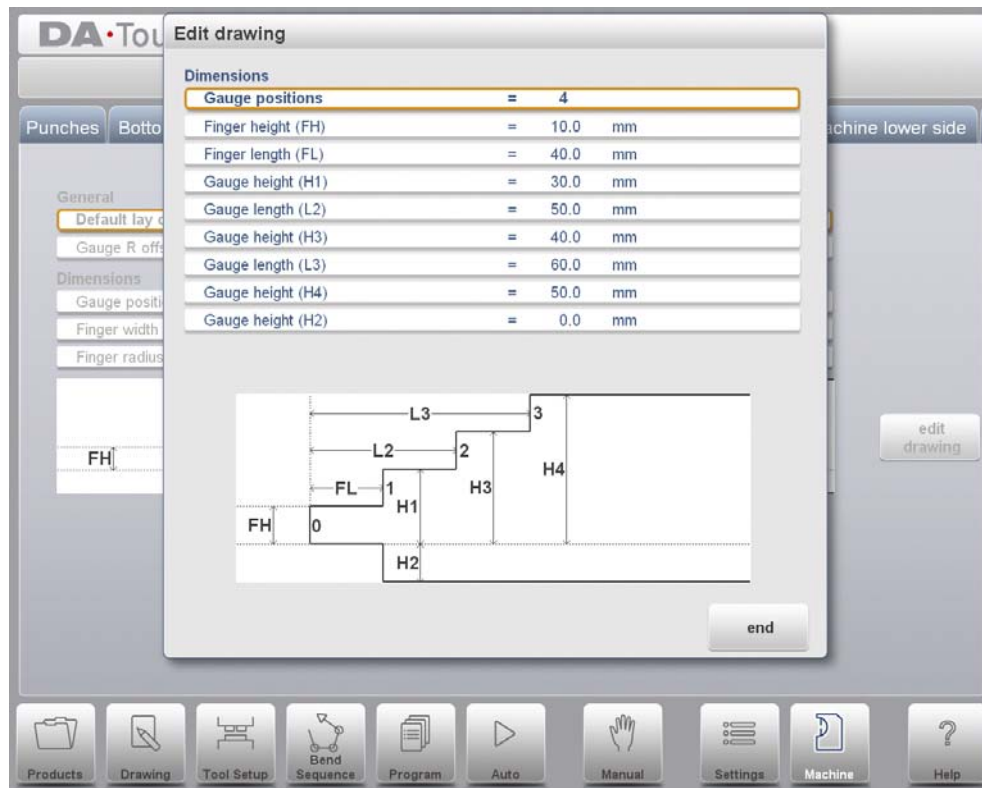 DA•Tou
Edit drawing
Punches Botto
achine lower side
General
Default lay o
Gauge R offs
Dimensions
Gauge positi
Finger width
Finger radius
FH
edit
drawing
Dimensions
Gauge positions = 4
Finger height (FH) = 10.0 mm
Finger length (FL) = 40.0 mm
Gauge height (H1) = 30.0 mm
Gauge length (L2) = 50.0 mm
Gauge height (H3) = 40.0 mm
Gauge length (L3) = 60.0 mm
Gauge height (H4) = 50.0 mm
Gauge height (H2) = 0.0 mm
L3 3
L2 2
H4
FL 1 H3
H1
FH 0
H2
end
Products Drawing Tool Setup Bend Sequence Program Auto Manual Settings Machine Help